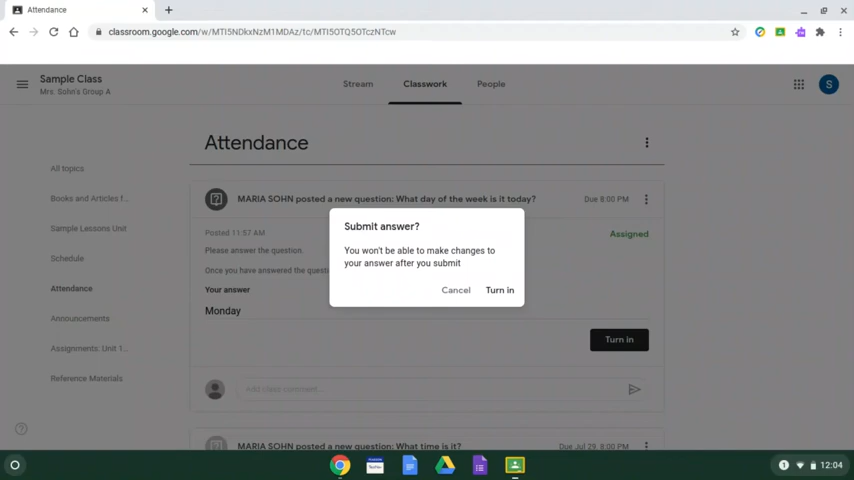 Attendance
classroom.google.com/w/MTI5NDkxNzM1MDAz/tc/MTI5OTQ5OTczNTcw
Sample Class
Mrs. Sohn's Group A
Stream
Classwork
People
S
Attendance
All topics
Books and Articles f...
Sample Lessons Unit
Schedule
Attendance
Announcements
Assignments: Unit 1...
Reference Materials
MARIA SOHN posted a new question: What day of the week is it today?
Due 8:00 PM
Posted 11:57 AM
Assigned
Please answer the question.
Once you have answered the questi
Your answer
Monday
Turn in
Submit answer?
You won't be able to make changes to
your answer after you submit
Cancel
Turn in
Add class comment...
MARIA SOHN posted a new question: What time is it?
Due Jul 29, 8:00 PM
1
12:04